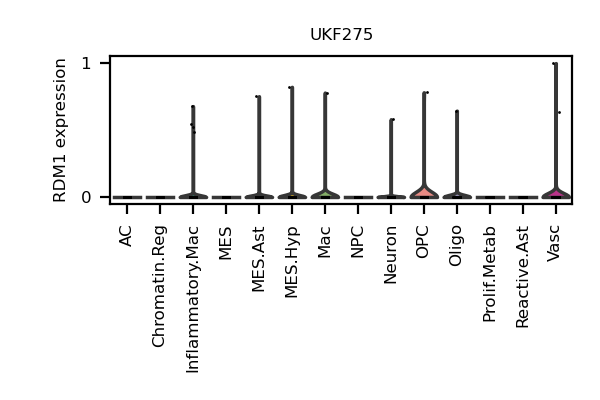 UKF275
RDM1 expression
1
0
AC
Chromatin.Reg
Inflammatory.Mac
MES
MES.Ast
MES.Hyp
Mac
NPC
Neuron
OPC
Oligo
Prolif.Metab
Reactive.Ast
Vasc